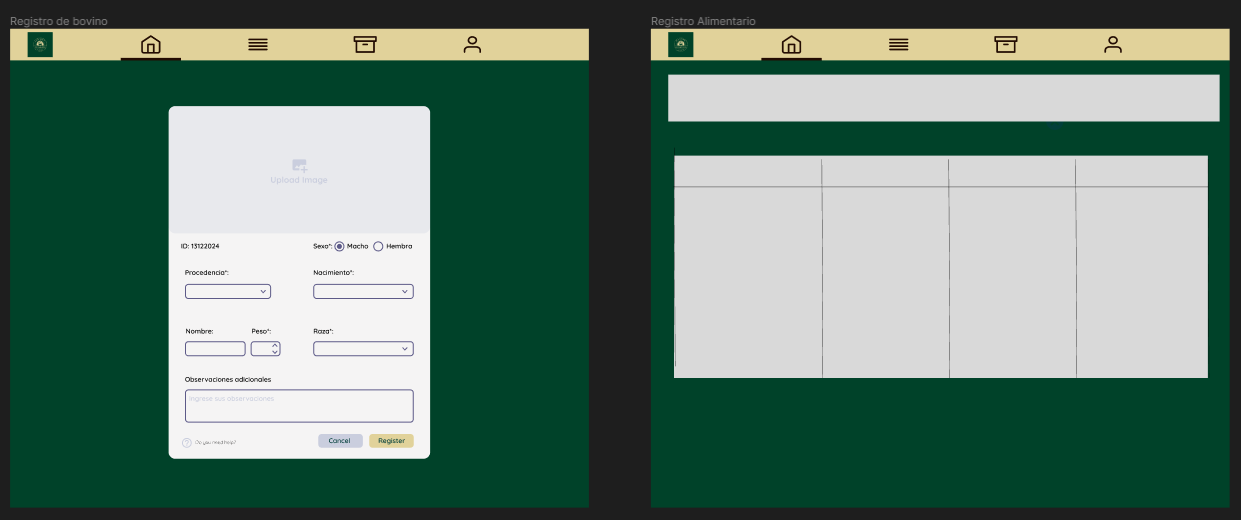 Registro de bovino
Registro Alimentario
Upload Image
ID: 13122024
Sexo*: Macho Hembra
Procedencia*:
Nacimiento*:
Nombre:
Peso*:
Raza*:
Observaciones adicionales
Ingrese sus observaciones
Do you need help?
Cancel
Register